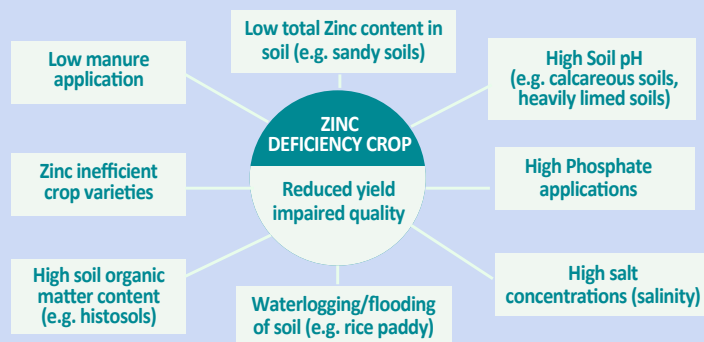 Low total Zinc content in
soil (e.g. sandy soils)
Low manure
application
High Soil pH
(e.g. calcareous soils,
heavily limed soils)
ZINC
DEFICIENCY CROP
Reduced yield
impaired quality
Zinc inefficient
crop varieties
High Phosphate
applications
High soil organic
matter content
(e.g. histosols)
Waterlogging/flooding
of soil (e.g. rice paddy)
High salt
concentrations (salinity)